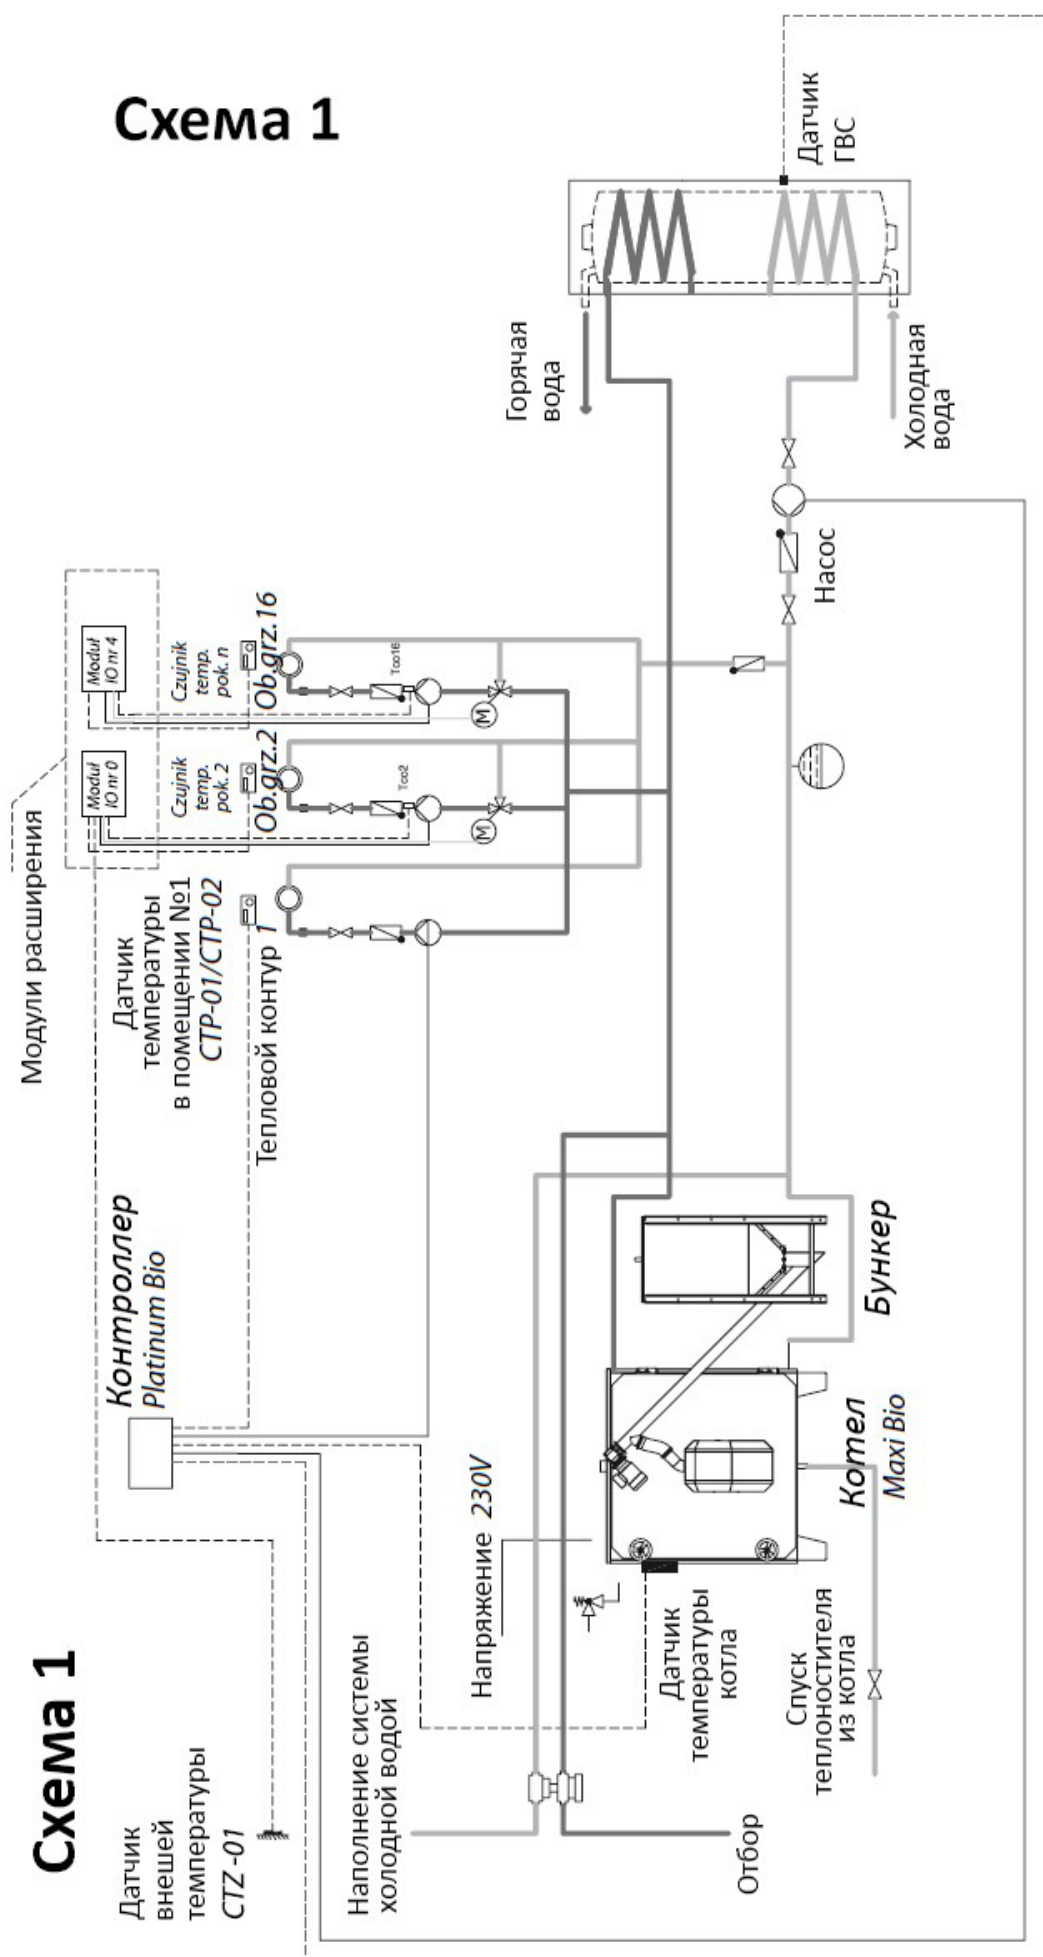 Схема 1
Схема 1
Датчик
внешей
температуры
CTZ -01
Контроллер
Platinum Bio
Модули расширения
Moduł
IO nr 0
Moduł
IO nr 4
Датчик
температуры
в помещении №1
CTP-01/CTP-02
Czujnik
temp.
pok. 2
Czujnik
temp.
pok. n
Тепловой контур 1
Ob.grz.2
Ob.grz.16
Tco2
Tco16
M
M
Наполнение системы
холодной водой
Напряжение 230V
Горячая
вода
Датчик
ГВС
Датчик
температуры
котла
Отбор
Спуск
теплоностителя
из котла
Котел
Maxi Bio
Бункер
Насос
Холодная
вода